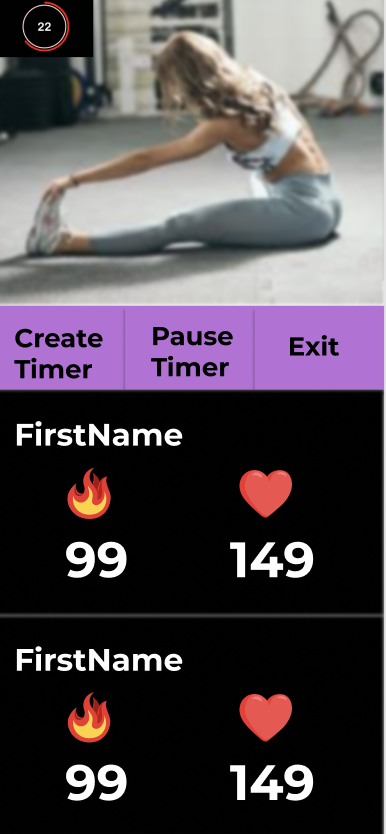 22
Create
Timer
Pause
Timer
Exit
FirstName
99
149
FirstName
99
149